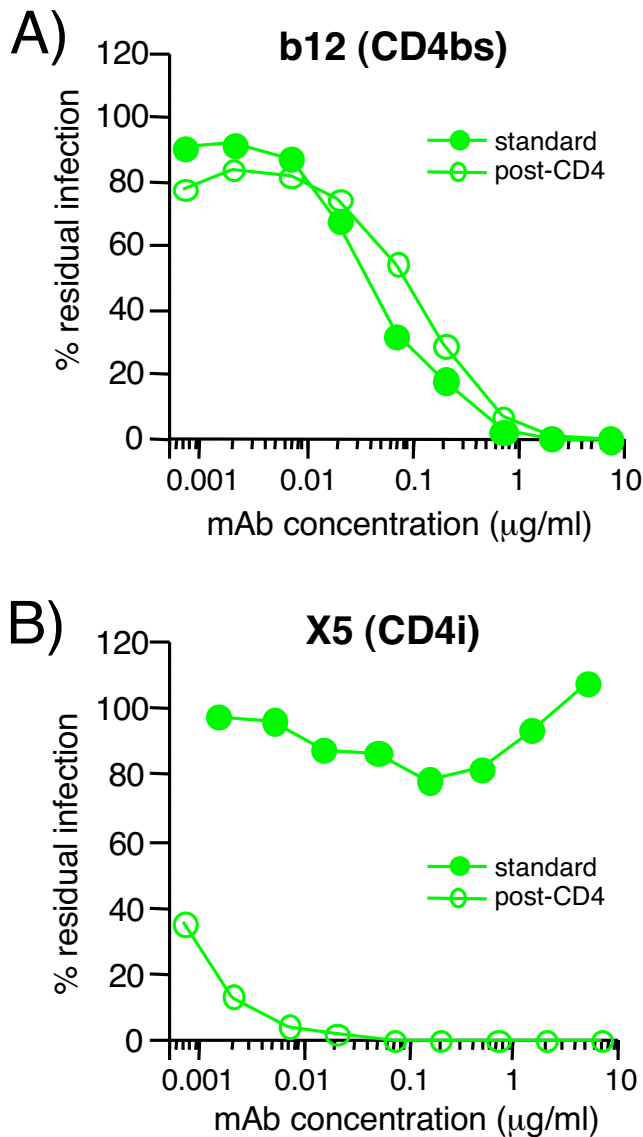 A)
b12 (CD4bs)
120
100
80
60
40
20
0
% residual infection
standard
post-CD4
0.001 0.01 0.1 1 10
mAb concentration (μg/ml)
B)
X5 (CD4i)
120
100
80
60
40
20
0
% residual infection
standard
post-CD4
0.001 0.01 0.1 1 10
mAb concentration (μg/ml)